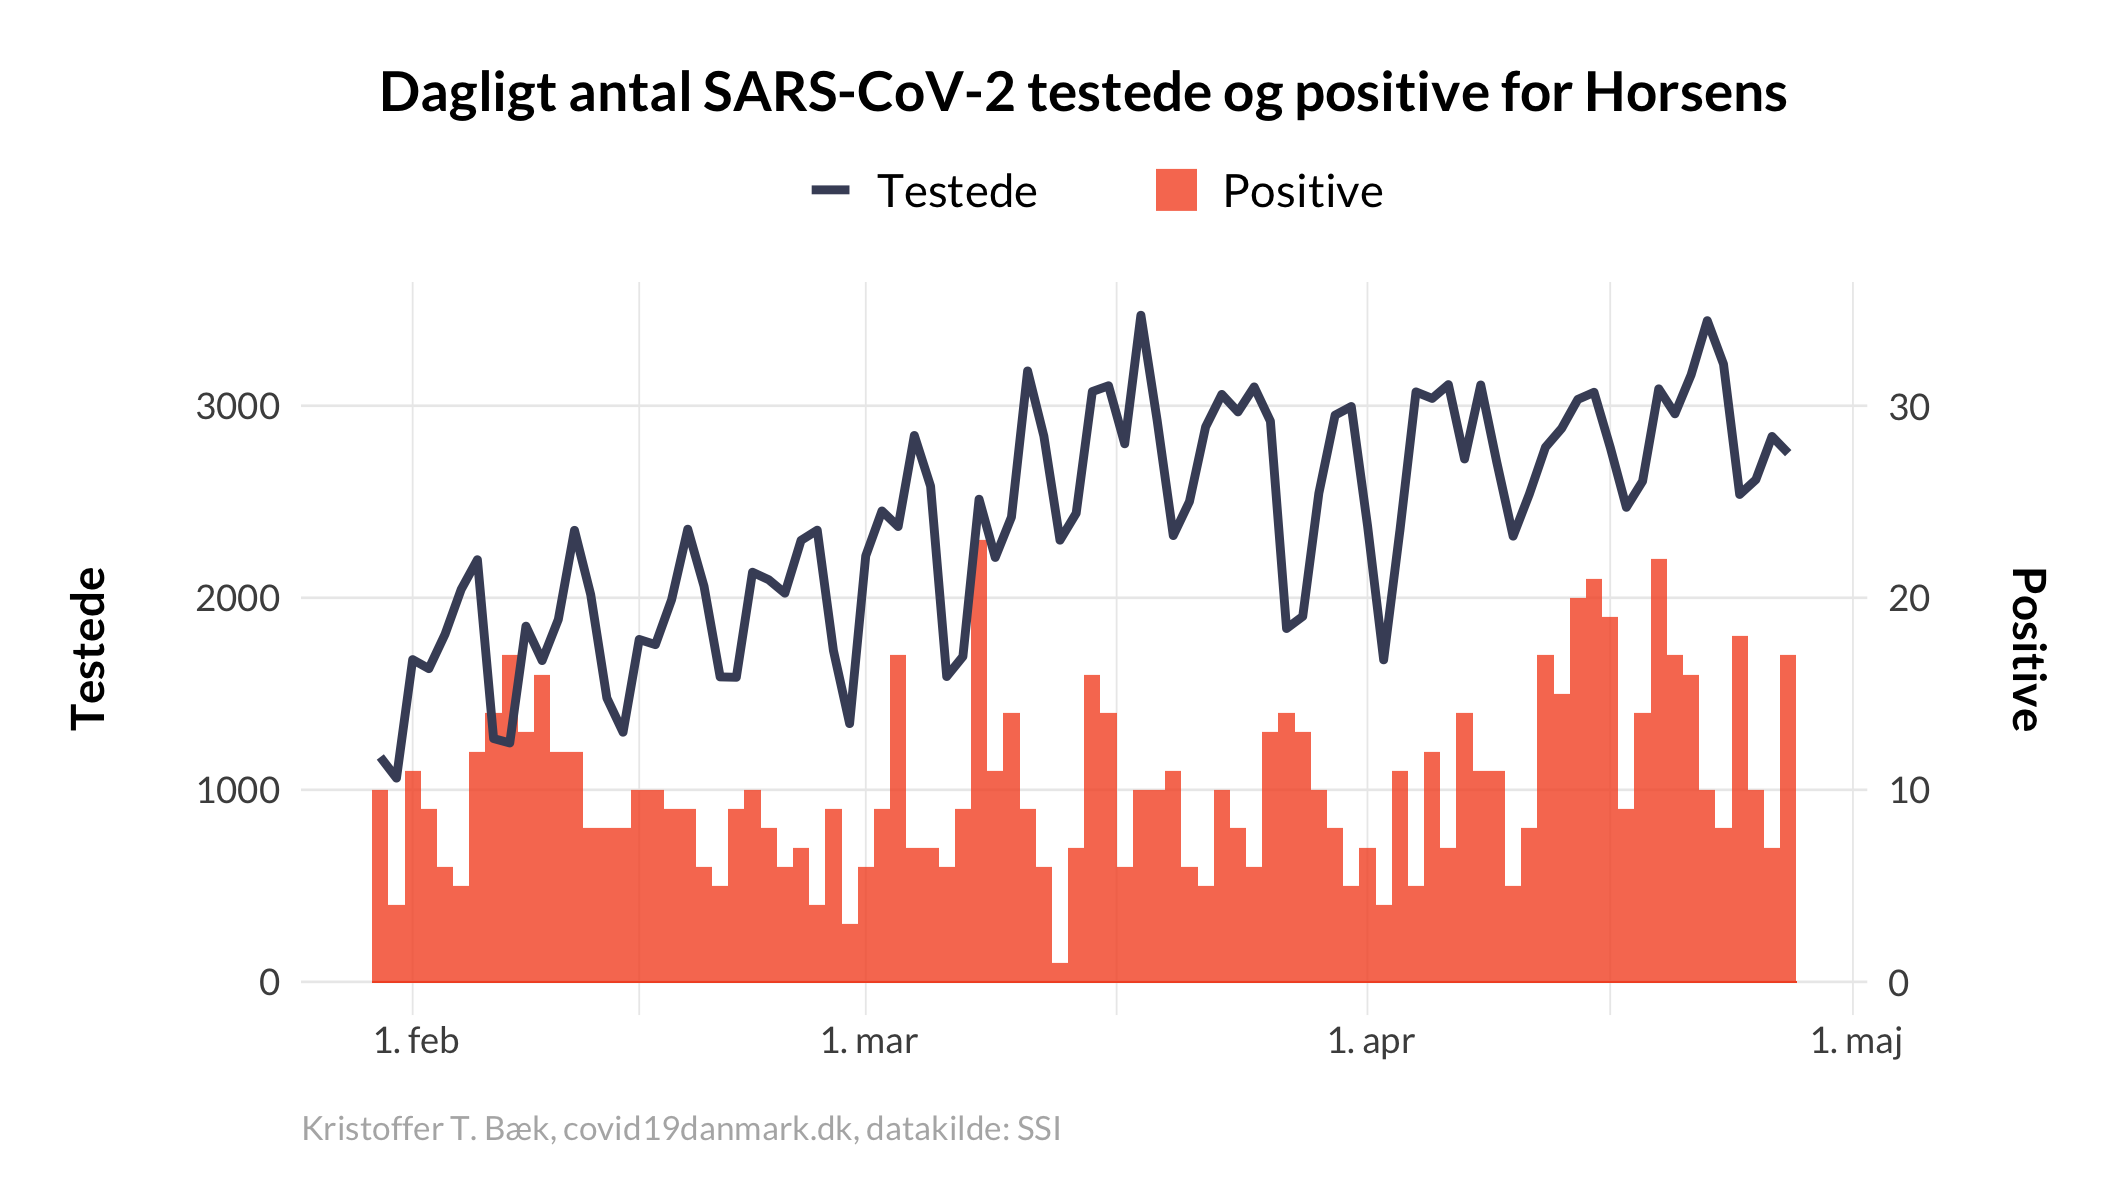 Dagligt antal SARS-CoV-2 testede og positive for Horsens
Testede Positive
Testede
3000
2000
1000
0
30
20
10
0
Positive
1. feb 1. mar 1. apr 1. maj
Kristoffer T. Bæk, covid19danmark.dk, datakilde: SSI